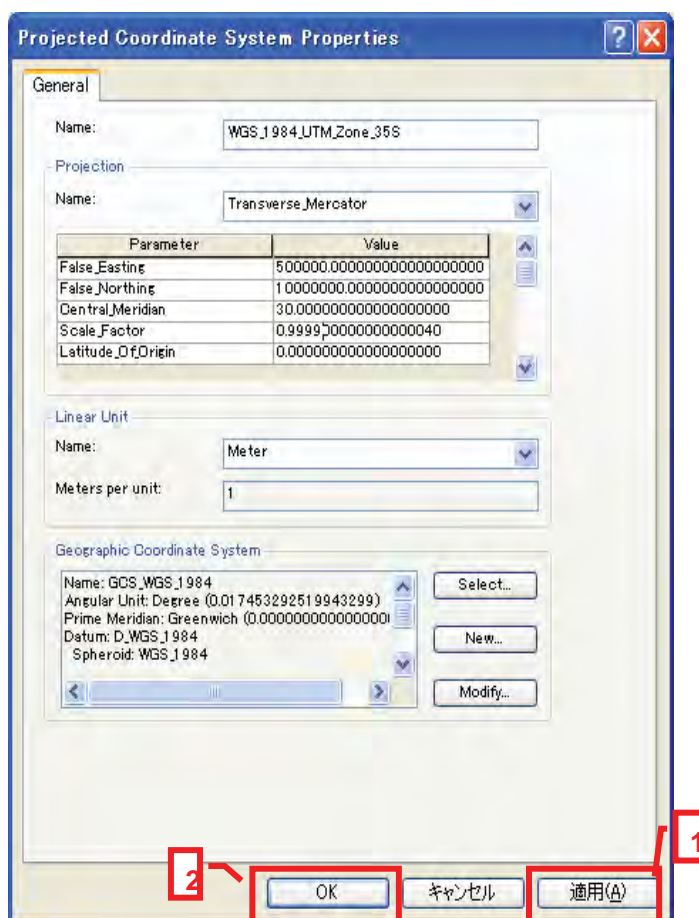 Projected Coordinate System Properties
General
Name: WGS_1984_UTM_Zone_35S
Projection
Name: Transverse_Mercator
Parameter Value
False_Easting 500000.000000000000000000
False_Northing 10000000.000000000000000000
Central_Meridian 30.000000000000000000
Scale_Factor 0.999900000000000040
Latitude_Of_Origin 0.000000000000000000
Linear Unit
Name: Meter
Meters per unit: 1
Geographic Coordinate System
Name: GCS_WGS_1984
Angular Unit: Degree (0.017453292519943299)
Prime Meridian: Greenwich (0.000000000000000
Datum: D_WGS_1984
Spheroid: WGS_1984
Select...
New...
Modify...
1
2
OK キャンセル 適用(A)